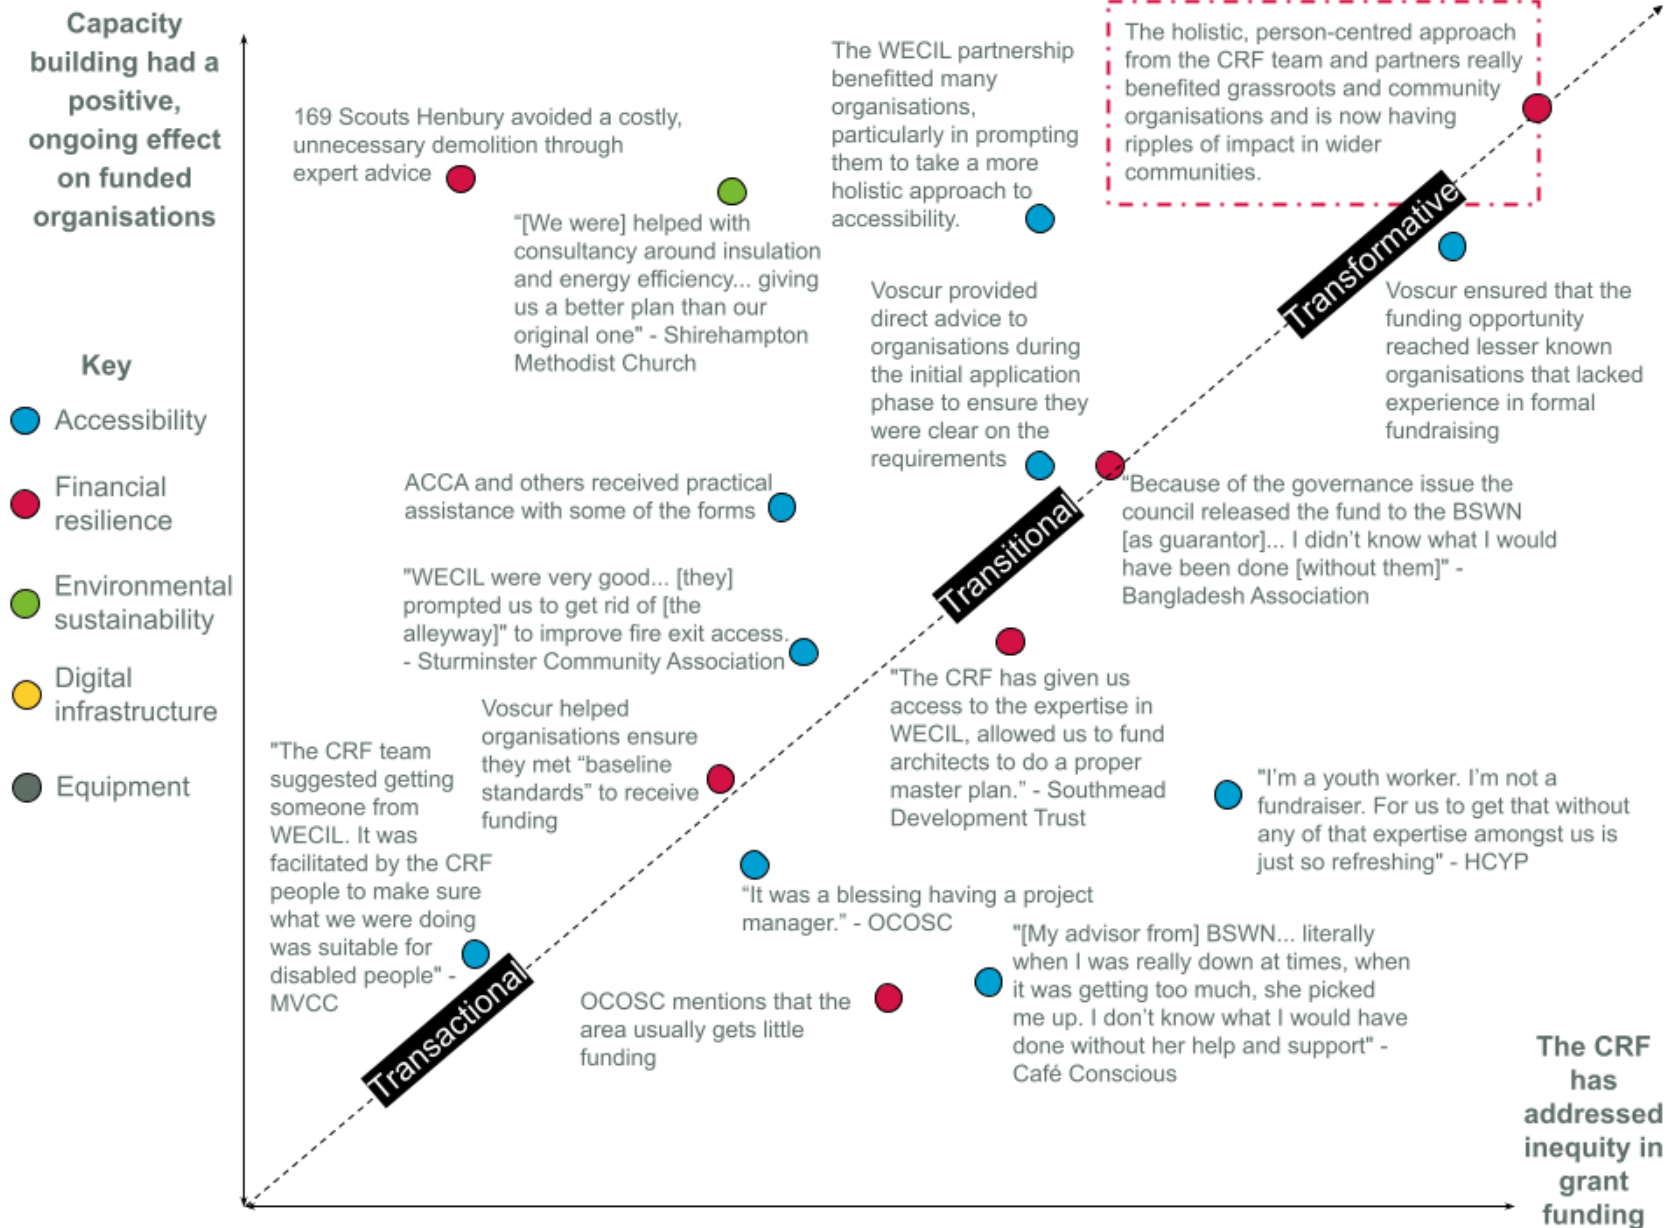 Capacity
building had a
positive,
ongoing effect
on funded
organisations
Key
Accessibility
Financial
resilience
Environmental
sustainability
Digital
infrastructure
Equipment
169 Scouts Henbury avoided a costly,
unnecessary demolition through
expert advice
“[We were] helped with
consultancy around insulation
and energy efficiency... giving
us a better plan than our
original one" - Shirehampton
Methodist Church
The WECIL partnership
benefitted many
organisations,
particularly in prompting
them to take a more
holistic approach to
accessibility.
The holistic, person-centred approach
from the CRF team and partners really
benefited grassroots and community
organisations and is now having
ripples of impact in wider
communities.
Transformative
Voscur provided
direct advice to
organisations during
the initial application
phase to ensure they
were clear on the
requirements
Voscur ensured that the
funding opportunity
reached lesser known
organisations that lacked
experience in formal
fundraising
ACCA and others received practical
assistance with some of the forms
"Because of the governance issue the
council released the fund to the BSWN
[as guarantor]... I didn’t know what I would
have been done [without them]" -
Bangladesh Association
Transitional
"WECIL were very good... [they]
prompted us to get rid of [the
alleyway]" to improve fire exit access.
- Sturminster Community Association
"The CRF has given us
access to the expertise in
WECIL, allowed us to fund
architects to do a proper
master plan.” - Southmead
Development Trust
Voscur helped
organisations ensure
they met “baseline
standards” to receive
funding
"The CRF team
suggested getting
someone from
WECIL. It was
facilitated by the CRF
people to make sure
what we were doing
was suitable for
disabled people" -
MVCC
"I’m a youth worker. I’m not a
fundraiser. For us to get that without
any of that expertise amongst us is
just so refreshing" - HCYP
“It was a blessing having a project
manager.” - OCOSC
"[My advisor from] BSWN... literally
when I was really down at times, when
it was getting too much, she picked
me up. I don’t know what I would have
done without her help and support" -
Café Conscious
Transactional
OCOSC mentions that the
area usually gets little
funding
The CRF
has
addressed
inequity in
grant
funding